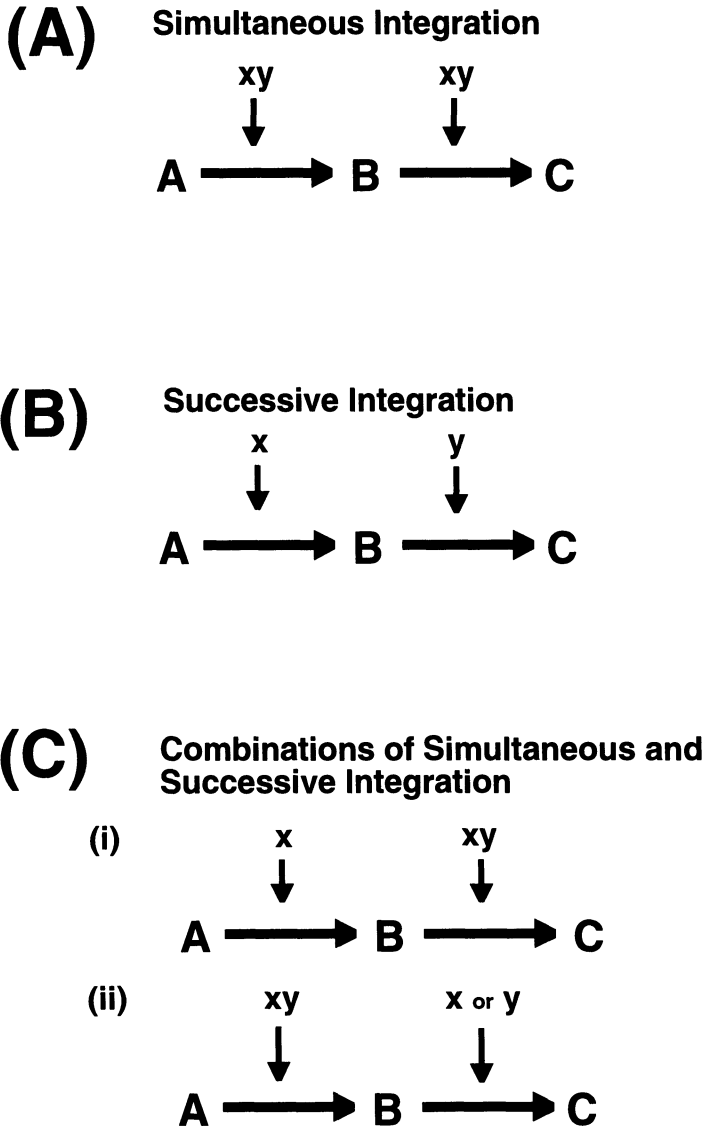 (A) Simultaneous Integration
xy xy
A B C
(B) Successive Integration
x y
A B C
(C) Combinations of Simultaneous and
Successive Integration
(i) x xy
A B C
(ii) xy x or y
A B C